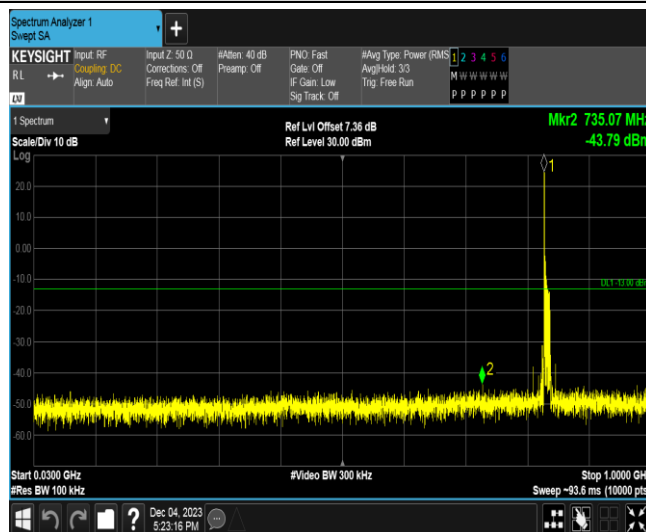 Spectrum Analyzer 1
Swept SA
+
KEYSIGHT
RL
LXI
Input: RF
Coupling: DC
Align: Auto
Input Z: 50 Ω
Corrections: Off
Freq Ref: Int (S)
#Atten: 40 dB
Preamp: Off
PNO: Fast
Gate: Off
IF Gain: Low
Sig Track: Off
#Avg Type: Power (RMS
Avg|Hold: 3/3
Trig: Free Run
1 2 3 4 5 6
M W W W W W
P P P P P P
1 Spectrum
Scale/Div 10 dB
Log
Ref Lvl Offset 7.36 dB
Ref Level 30.00 dBm
Mkr2 735.07 MHz
-43.79 dBm
1
20.0
10.0
0.00
-10.0
DL1 -13.00 dBm
-20.0
-30.0
-40.0
2
-50.0
-60.0
Start 0.0300 GHz
#Res BW 100 kHz
#Video BW 300 kHz
Stop 1.0000 GH
Sweep ~93.6 ms (10000 pts
?
Dec 04, 2023
5:23:16 PM